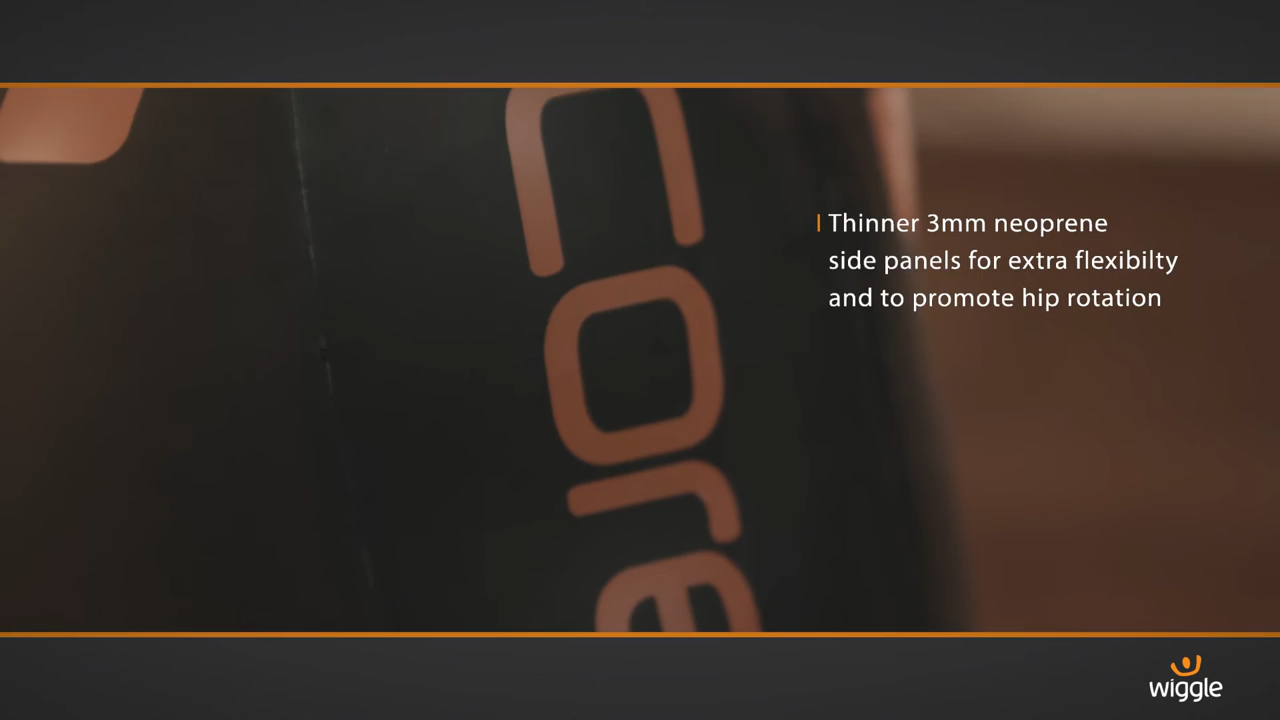 core
Thinner 3mm neoprene
side panels for extra flexibilty
and to promote hip rotation
wiggle